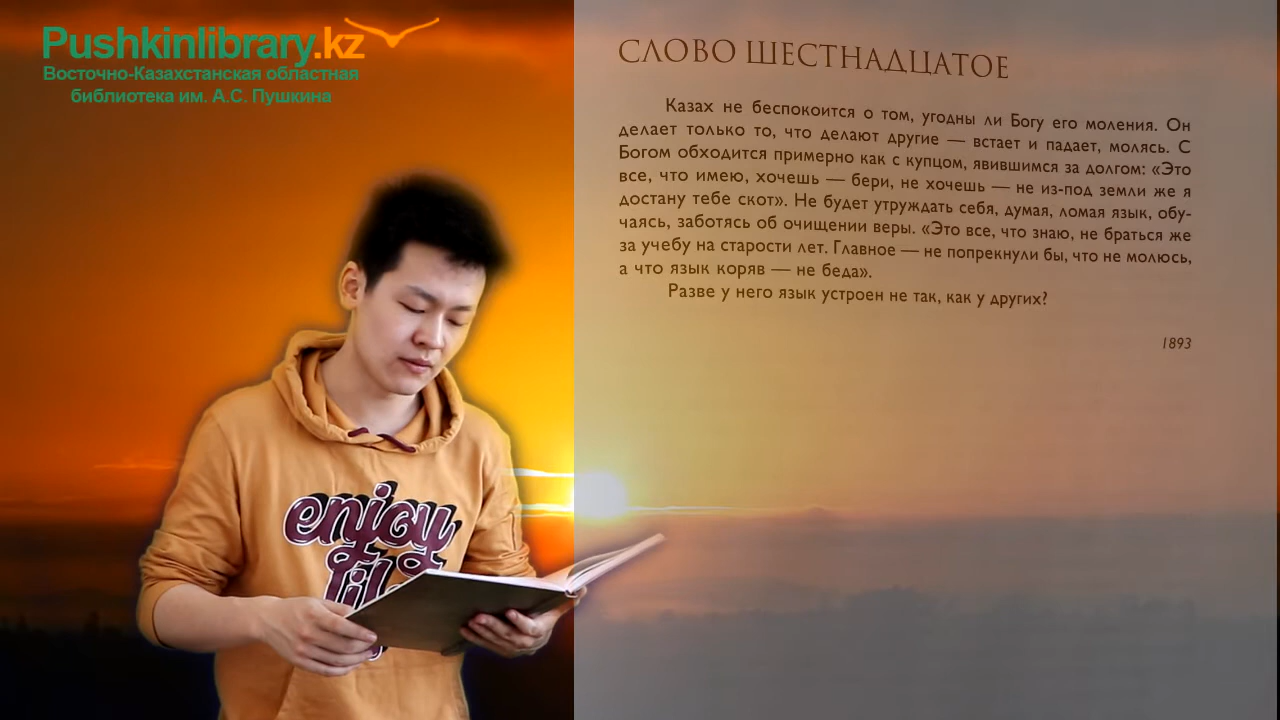 Pushkinlibrary.kz
Восточно-Казахстанская областная
библиотека им. А.С. Пушкина
СЛОВО ШЕСТНАДЦАТОЕ
Казах не беспокоится о том, угодны ли Богу его моления. Он
делает только то, что делают другие — встает и падает, молясь. С
Богом обходится примерно как с купцом, явившимся за долгом: «Это
все, что имею, хочешь — бери, не хочешь — не из-под земли же я
достану тебе скот». Не будет утруждать себя, думая, ломая язык, обу-
чаясь, заботясь об очищении веры. «Это все, что знаю, не браться же
за учебу на старости лет. Главное — не попрекнули бы, что не молюсь,
а что язык коряв — не беда».
Разве у него язык устроен не так, как у других?
1893
enjoy